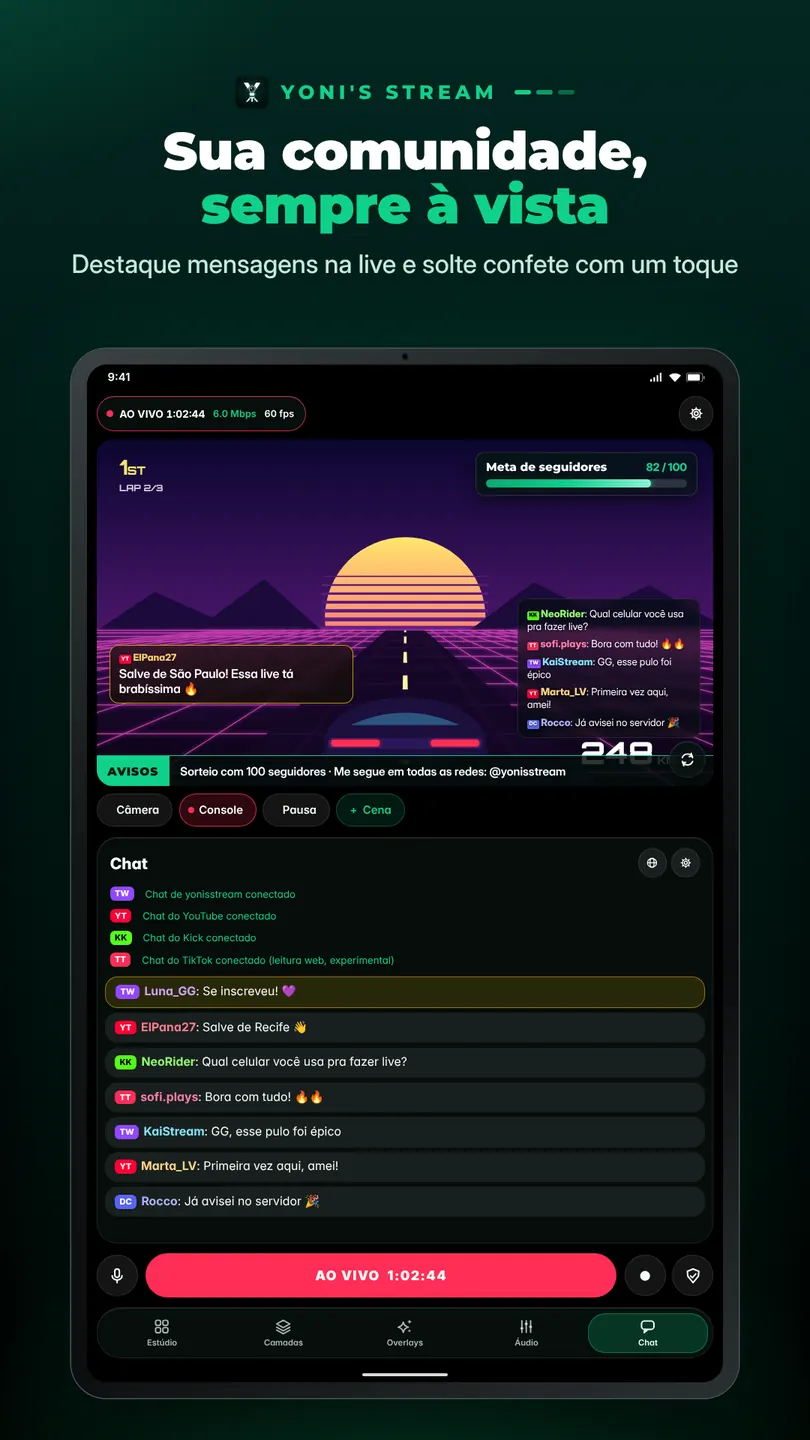 YONI'S STREAM
Sua comunidade,
sempre à vista
Destaque mensagens na live e solte confete com um toque
9:41
AO VIVO 1:02:44 6.0 Mbps 60 fps
1ST
LAP 2/3
Meta de seguidores 82 / 100
KK NeoRider: Qual celular você usa
pra fazer live?
TT sofi.plays: Bora com tudo! 🔥🔥
TW KaiStream: GG, esse pulo foi
épico
YT Marta_LV: Primeira vez aqui,
amei!
DC Rocco: Já avisei no servidor 🎉
YT ElPana27
Salve de São Paulo! Essa live tá
brabíssima 🔥
248
AVISOS Sorteio com 100 seguidores · Me segue em todas as redes: @yonisstream
Câmera Console Pausa + Cena
Chat
TW Chat de yonisstream conectado
YT Chat do YouTube conectado
KK Chat do Kick conectado
TT Chat do TikTok conectado (leitura web, experimental)
TW Luna_GG: Se inscreveu! 💜
YT ElPana27: Salve de Recife 👋
KK NeoRider: Qual celular você usa pra fazer live?
TT sofi.plays: Bora com tudo! 🔥🔥
TW KaiStream: GG, esse pulo foi épico
YT Marta_LV: Primeira vez aqui, amei!
DC Rocco: Já avisei no servidor 🎉
AO VIVO 1:02:44
Estúdio Camadas Overlays Áudio Chat